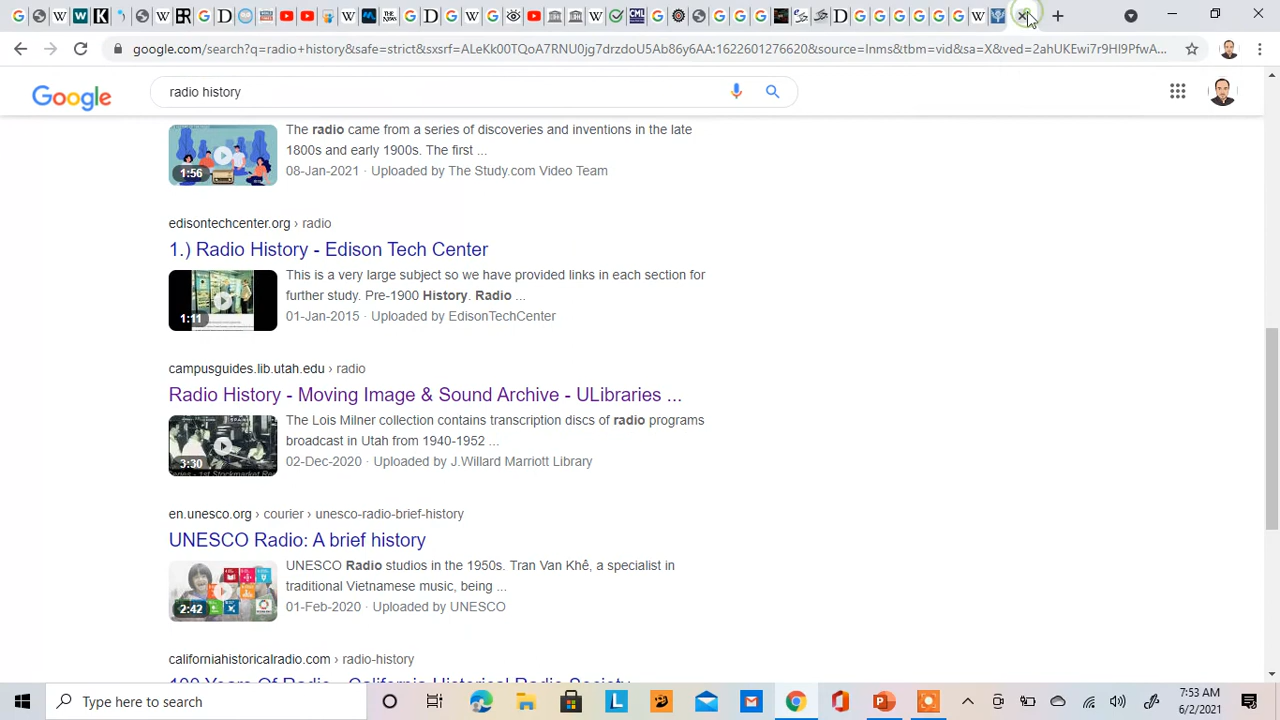 google.com/search?q=radio+history&safe=strict&sxsrf=ALeKk00TQoA7RNU0jg7drzdoU5Ab86y6AA:1622601276620&source=lnms&tbm=vid&sa=X&ved=2ahUKEwi7r9HI9PfwA...
Google
radio history
The radio came from a series of discoveries and inventions in the late
1800s and early 1900s. The first ...
1:56
08-Jan-2021 · Uploaded by The Study.com Video Team
edisontechcenter.org › radio
1.) Radio History - Edison Tech Center
This is a very large subject so we have provided links in each section for
further study. Pre-1900 History. Radio ...
1:11
01-Jan-2015 · Uploaded by EdisonTechCenter
campusguides.lib.utah.edu › radio
Radio History - Moving Image & Sound Archive - ULibraries ...
The Lois Milner collection contains transcription discs of radio programs
broadcast in Utah from 1940-1952 ...
3:30
02-Dec-2020 · Uploaded by J.Willard Marriott Library
en.unesco.org › courier › unesco-radio-brief-history
UNESCO Radio: A brief history
UNESCO Radio studios in the 1950s. Tran Van Khê, a specialist in
traditional Vietnamese music, being ...
2:42
01-Feb-2020 · Uploaded by UNESCO
californiahistoricalradio.com › radio-history
100 Years Of Radio - California Historical Radio Society
Type here to search
7:53 AM
6/2/2021